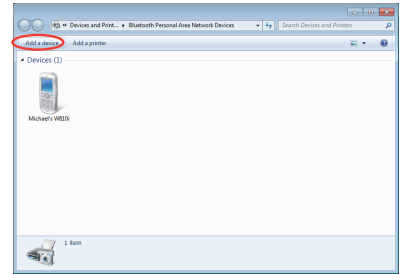 « Devices and Print... ▸ Bluetooth Personal Area Network Devices
Search Devices and Printers
Add a device
Add a printer
Devices (1)
Michael's W810i
1 item